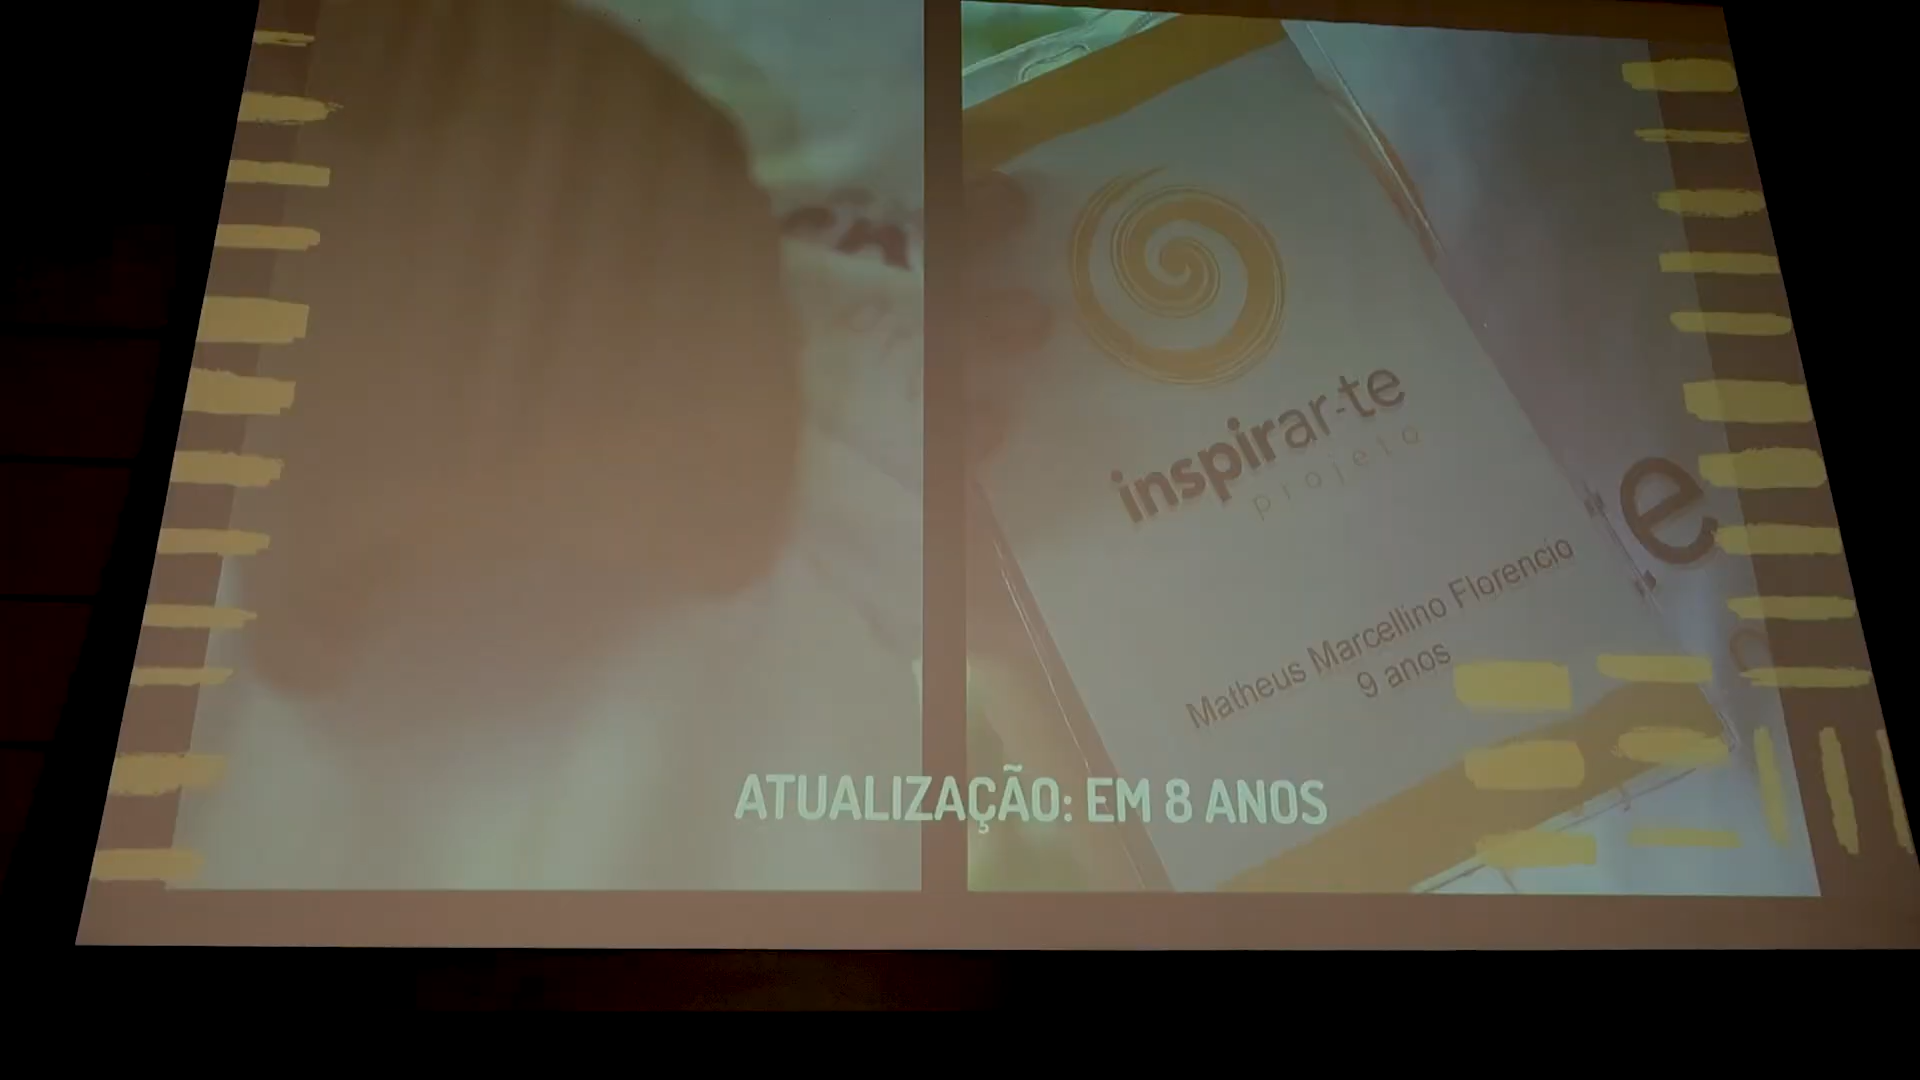 inspirar-te
projeto
Matheus Marcellino Florencio
9 anos
.e
ATUALIZAÇÃO: EM 8 ANOS